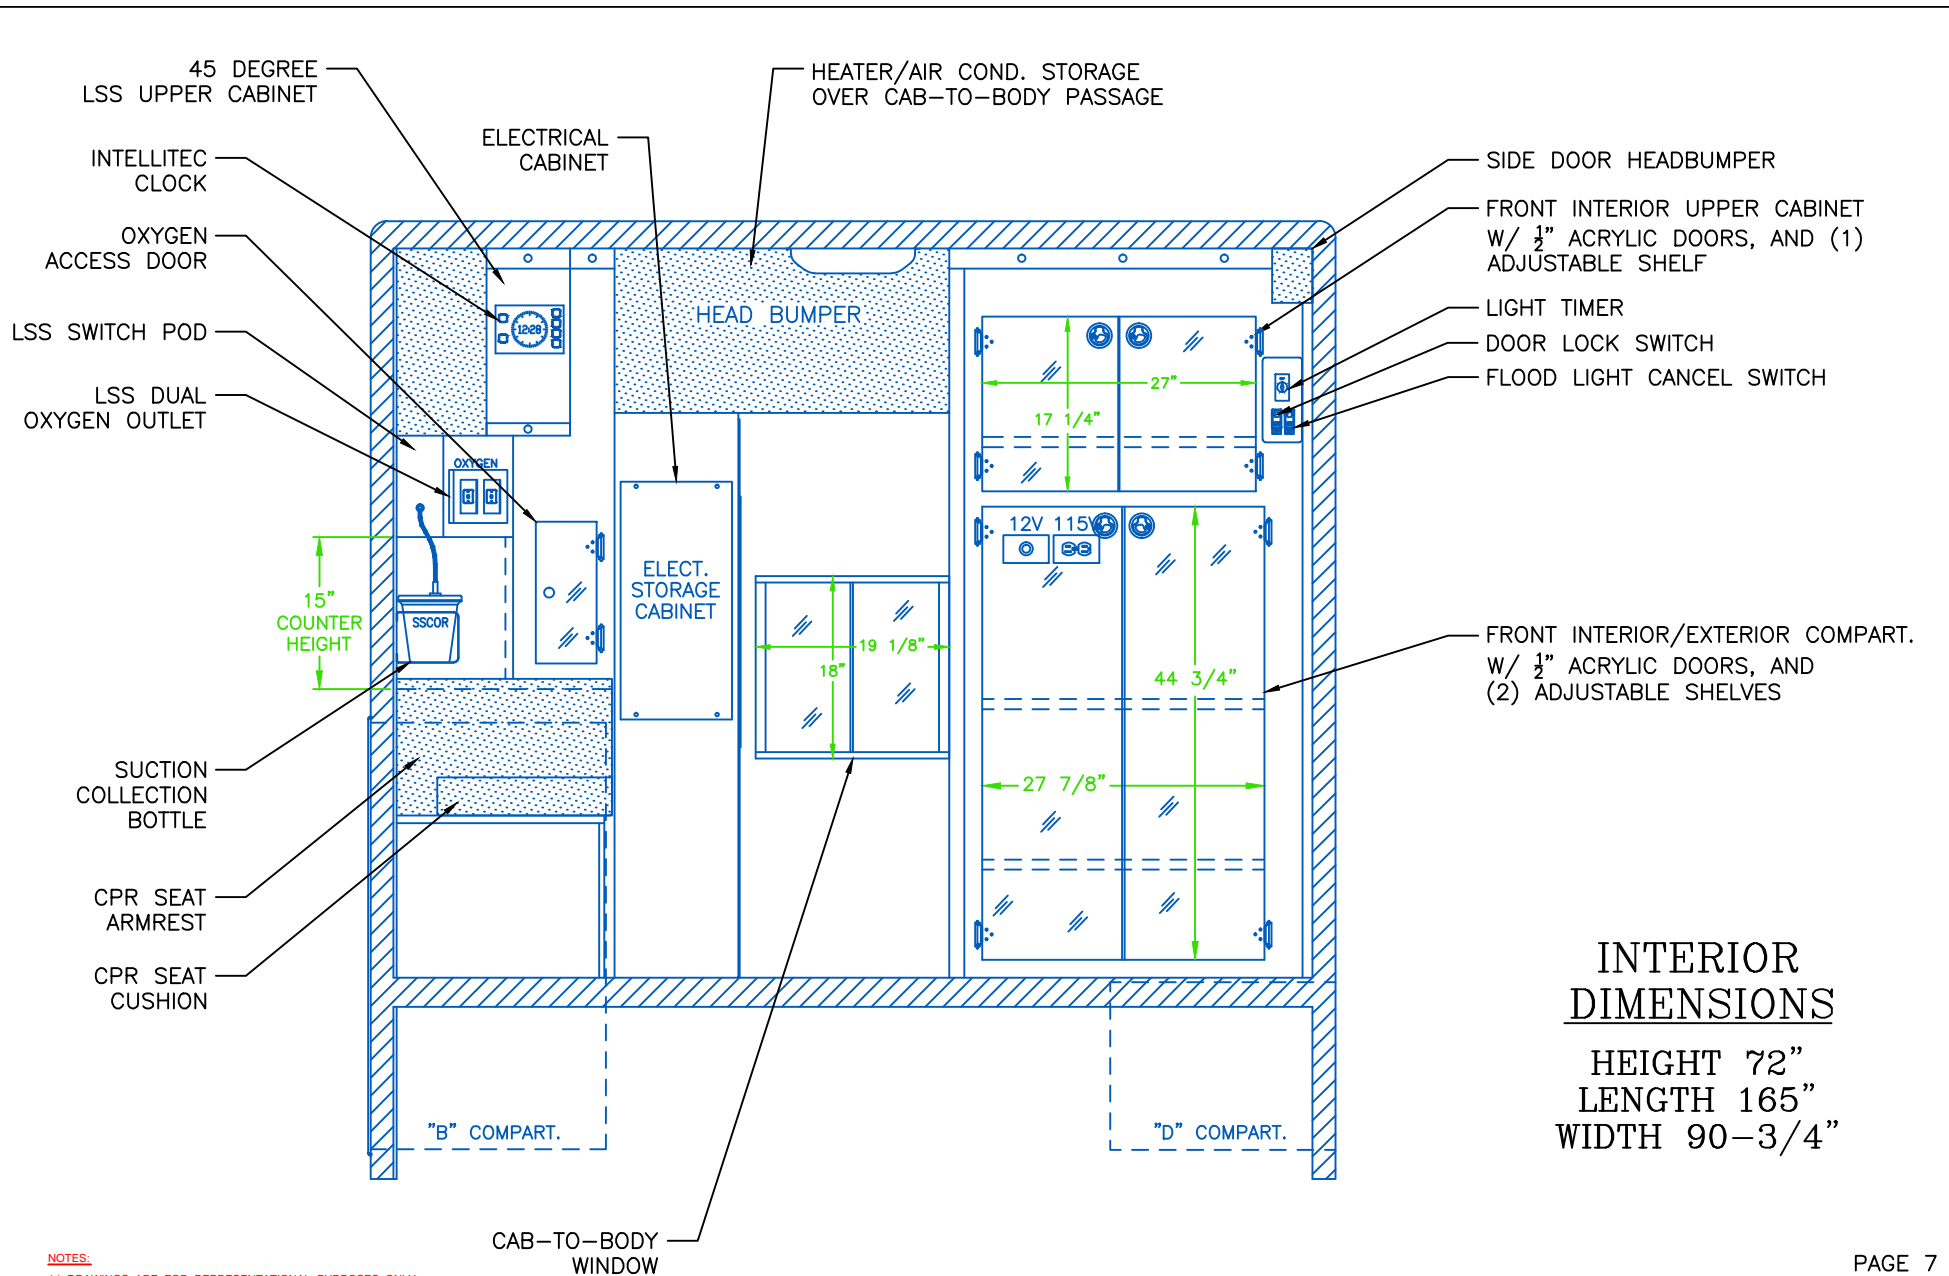 45 DEGREE
LSS UPPER CABINET
HEATER/AIR COND. STORAGE
OVER CAB-TO-BODY PASSAGE
ELECTRICAL
CABINET
INTELLITEC
CLOCK
OXYGEN
ACCESS DOOR
LSS SWITCH POD
LSS DUAL
OXYGEN OUTLET
SIDE DOOR HEADBUMPER
FRONT INTERIOR UPPER CABINET
W/ ½" ACRYLIC DOORS, AND (1)
ADJUSTABLE SHELF
LIGHT TIMER
DOOR LOCK SWITCH
FLOOD LIGHT CANCEL SWITCH
HEAD BUMPER
12:28
27"
17 1/4"
OXYGEN
12V 115V
ELECT.
STORAGE
CABINET
15"
COUNTER
HEIGHT
SSCOR
19 1/8"
18"
44 3/4"
27 7/8"
FRONT INTERIOR/EXTERIOR COMPART.
W/ ½" ACRYLIC DOORS, AND
(2) ADJUSTABLE SHELVES
SUCTION
COLLECTION
BOTTLE
CPR SEAT
ARMREST
CPR SEAT
CUSHION
"B" COMPART.
"D" COMPART.
INTERIOR
DIMENSIONS
HEIGHT 72"
LENGTH 165"
WIDTH 90-3/4"
CAB-TO-BODY
WINDOW
NOTES:
PAGE 7